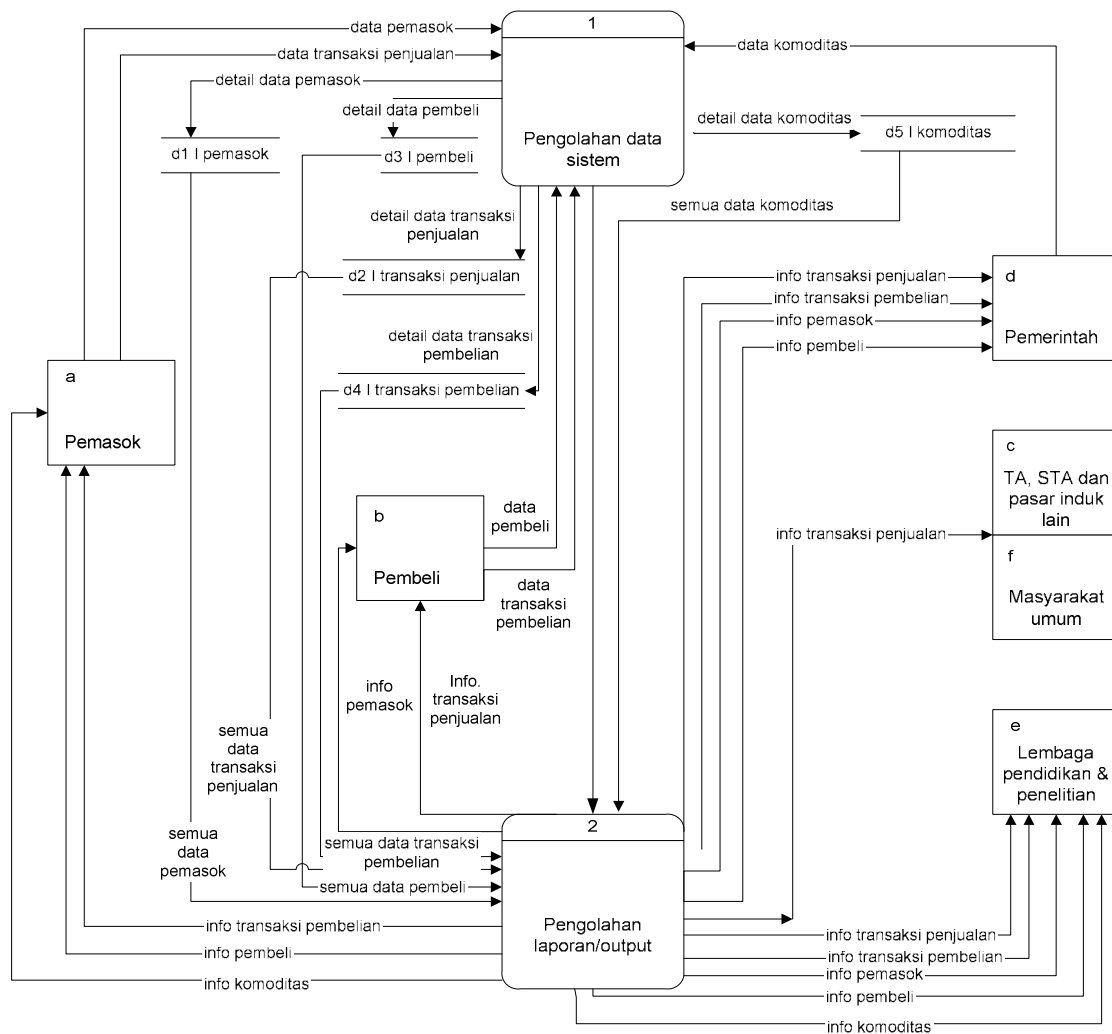 data pemasok
1
data transaksi penjualan
data komoditas
detail data pemasok
detail data pembeli
detail data komoditas
Pengolahan data
sistem
d1 I pemasok
d3 I pembeli
d5 I komoditas
semua data komoditas
detail data transaksi
penjualan
d2 I transaksi penjualan
info transaksi penjualan
d
info transaksi pembelian
info pemasok
Pemerintah
info pembeli
detail data transaksi
pembelian
a
d4 I transaksi pembelian
Pemasok
c
TA, STA dan
pasar induk
lain
b
data
pembeli
info transaksi penjualan
f
Pembeli
data
transaksi
pembelian
Masyarakat
umum
info
pemasok
Info.
transaksi
penjualan
semua
data
transaksi
penjualan
e
Lembaga
pendidikan &
penelitian
2
semua
data
pemasok
semua data transaksi
pembelian
semua data pembeli
Pengolahan
laporan/output
info transaksi pembelian
info transaksi penjualan
info pembeli
info transaksi pembelian
info pemasok
info komoditas
info pembeli
info komoditas